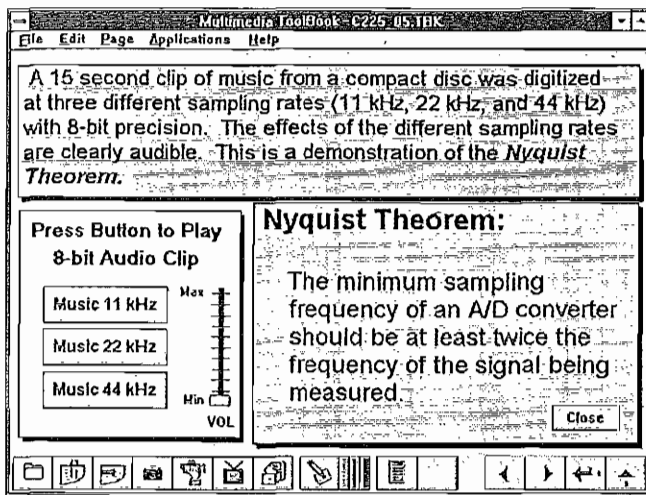 Multimedia ToolBook - C225_05.TBK
File Edit Page Applications Help
A 15 second clip of music from a compact disc was digitized
at three different sampling rates (11 kHz, 22 kHz, and 44 kHz)
with 8-bit precision. The effects of the different sampling rates
are clearly audible. This is a demonstration of the Nyquist
Theorem.
Press Button to Play
8-bit Audio Clip
Music 11 kHz
Music 22 kHz
Music 44 kHz
Max
Min
VOL
Nyquist Theorem:
The minimum sampling
frequency of an A/D converter
should be at least twice the
frequency of the signal being
measured.
Close